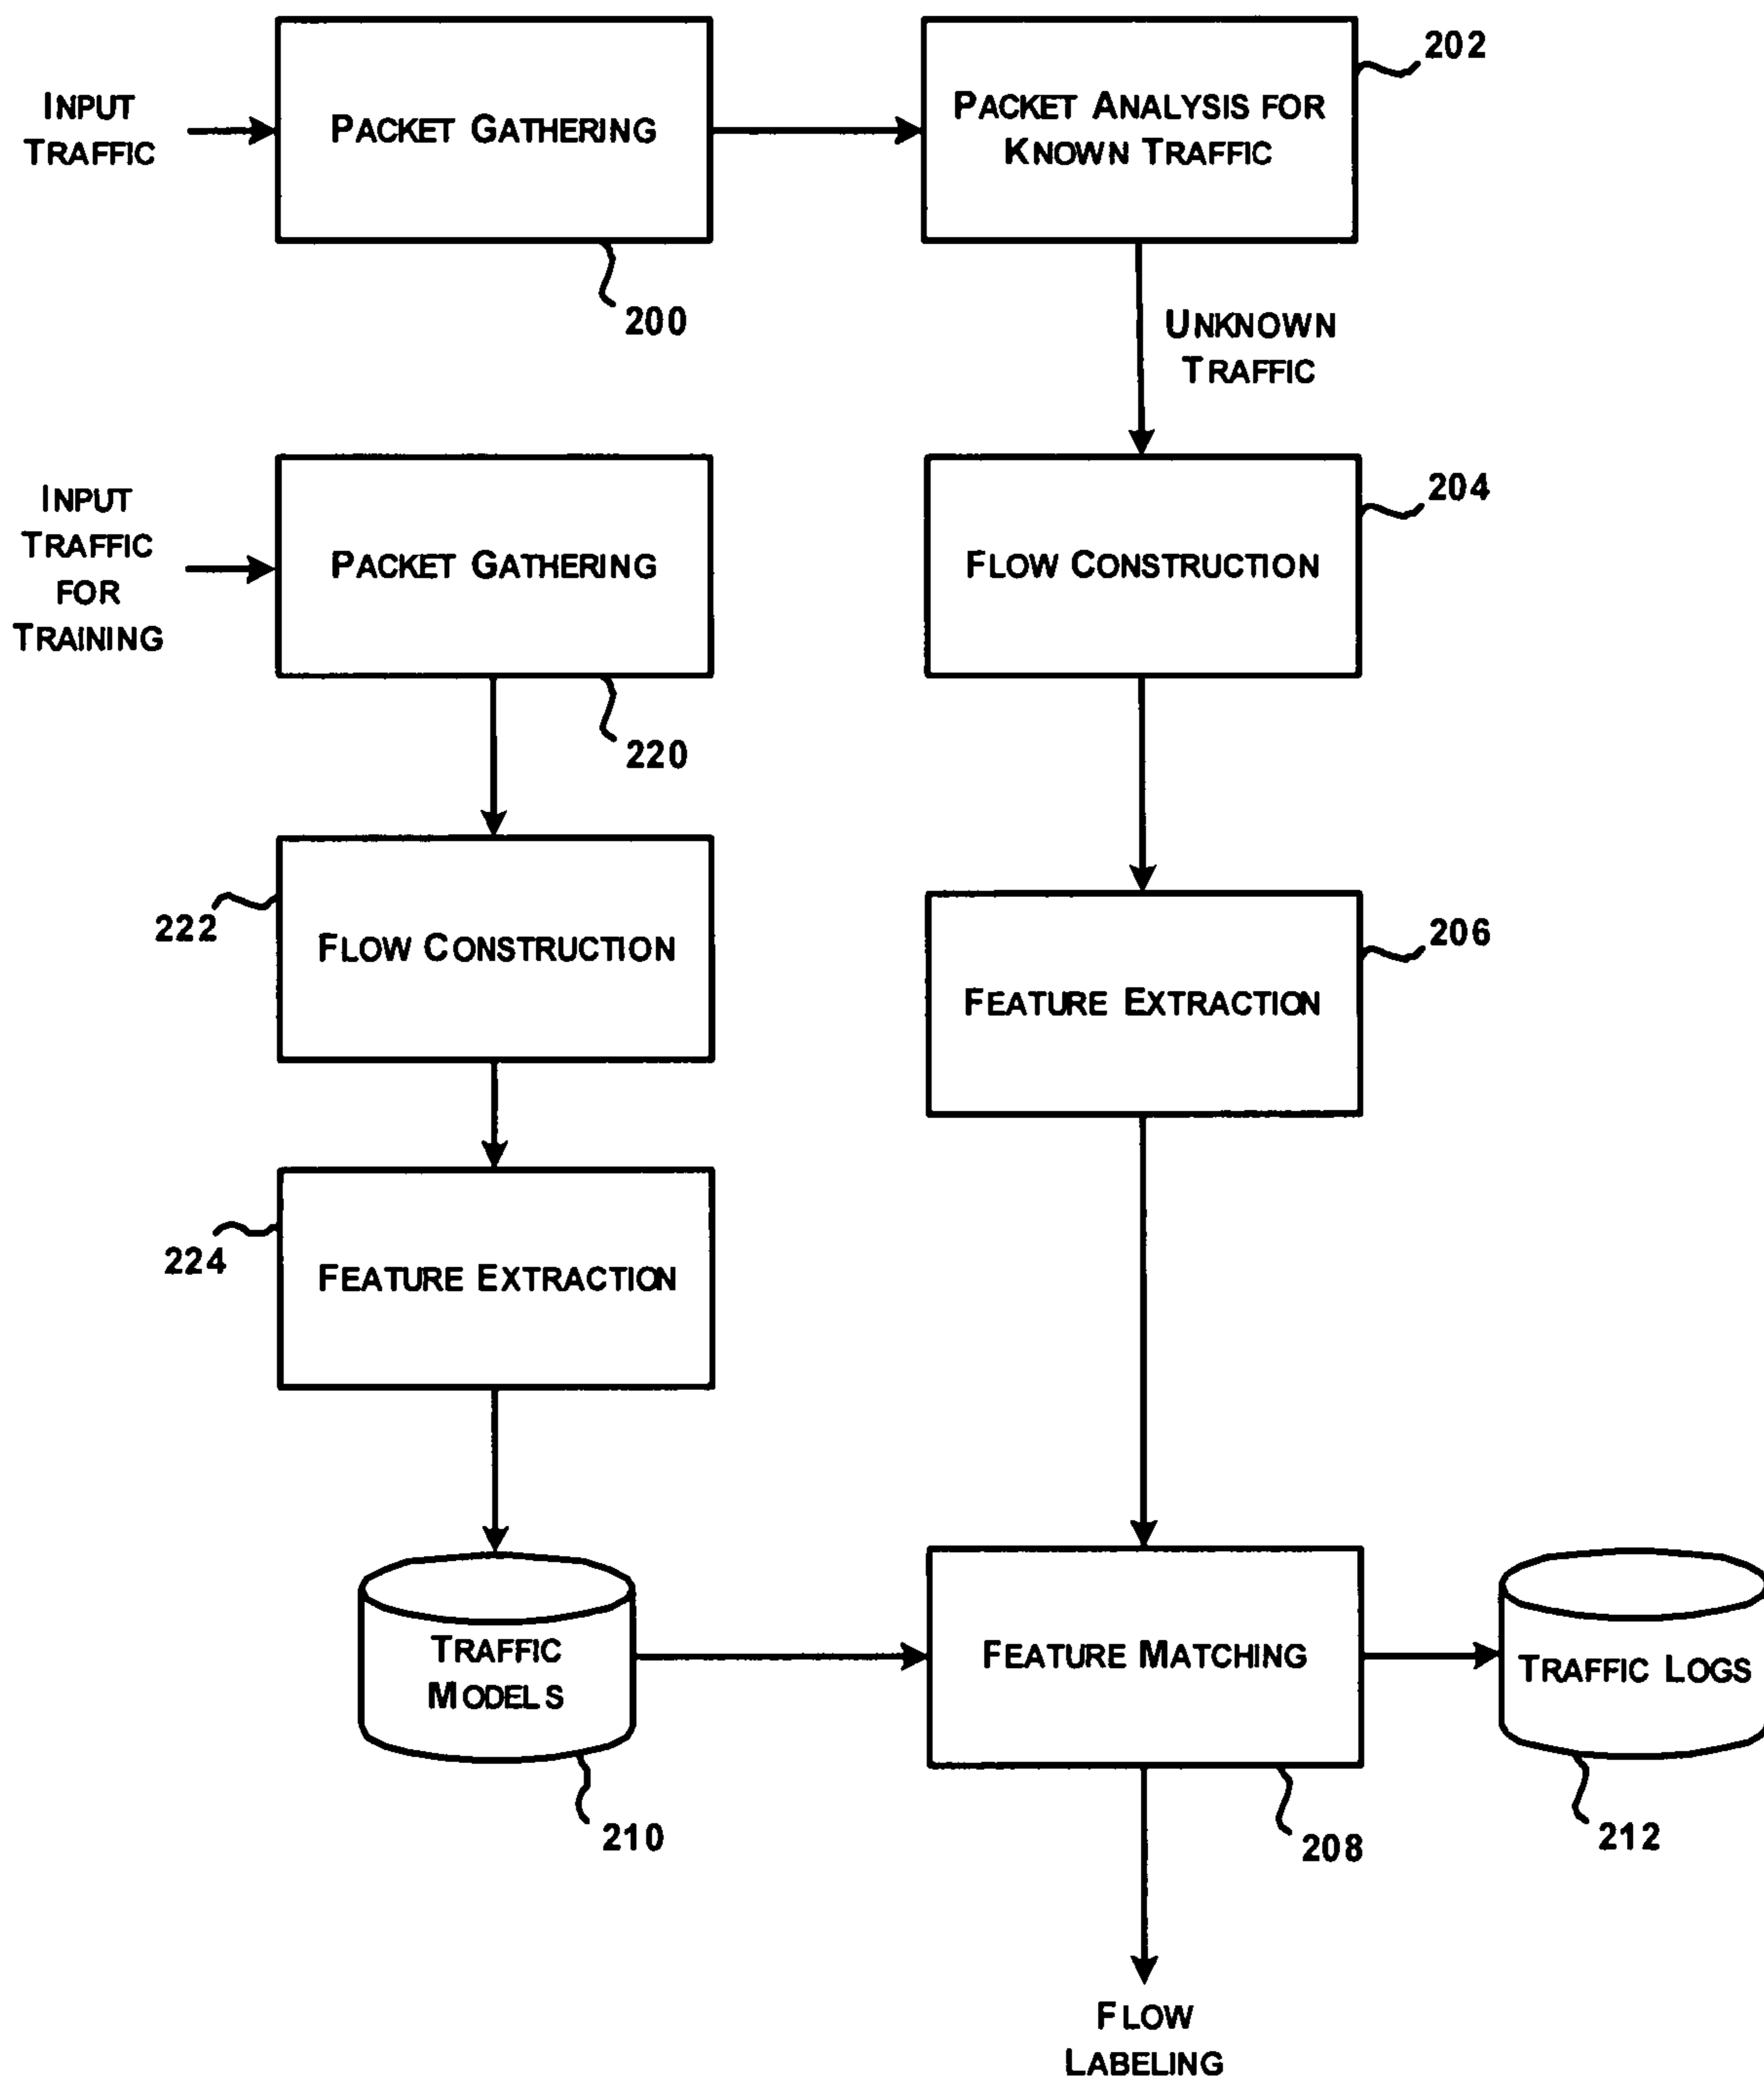 INPUT
TRAFFIC
PACKET GATHERING
200
PACKET ANALYSIS FOR
KNOWN TRAFFIC
202
UNKNOWN
TRAFFIC
INPUT
TRAFFIC
FOR
TRAINING
PACKET GATHERING
220
FLOW CONSTRUCTION
204
222
FLOW CONSTRUCTION
FEATURE EXTRACTION
206
224
FEATURE EXTRACTION
TRAFFIC
MODELS
210
FEATURE MATCHING
208
TRAFFIC LOGS
212
FLOW
LABELING